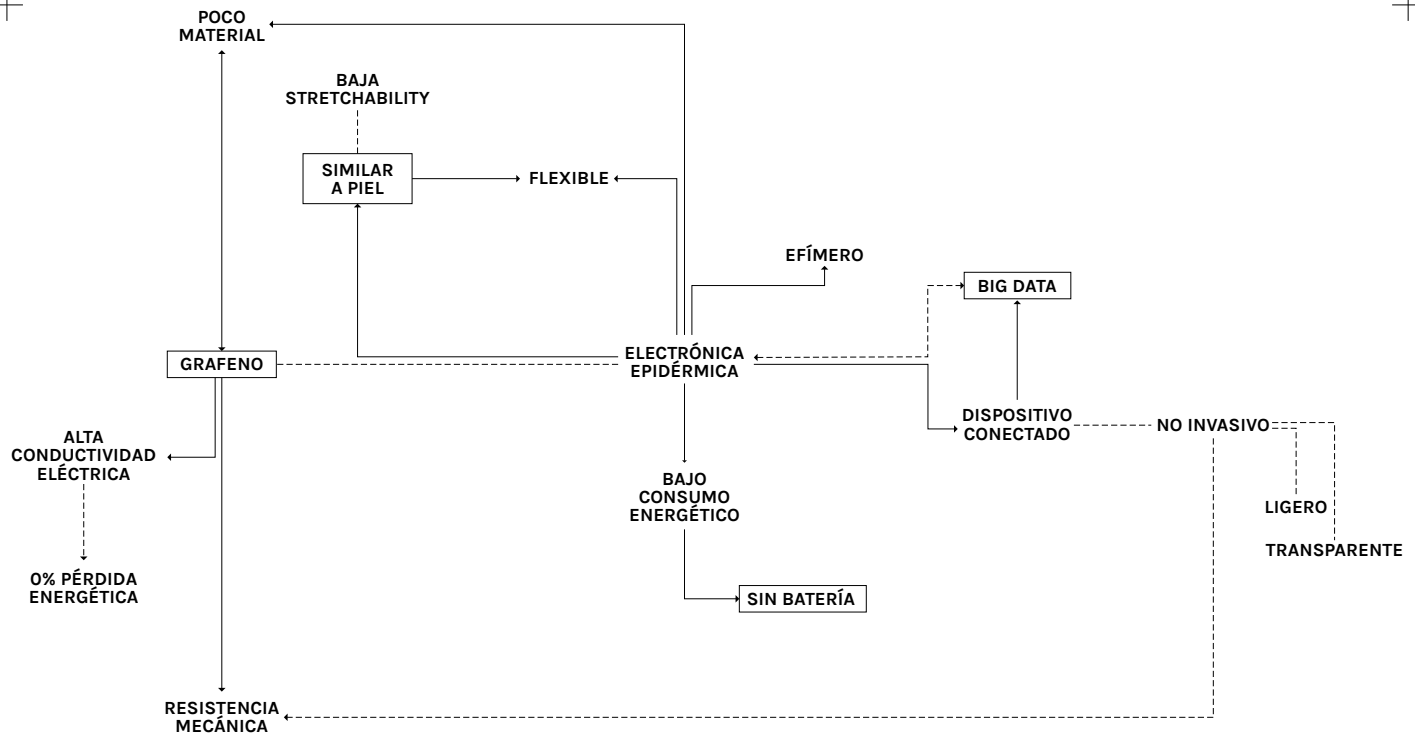 POCO
MATERIAL
BAJA
STRETCHABILITY
SIMILAR
A PIEL
FLEXIBLE
EFÍMERO
BIG DATA
GRAFENO
ELECTRÓNICA
EPIDÉRMICA
DISPOSITIVO
CONECTADO
NO INVASIVO
ALTA
CONDUCTIVIDAD
ELÉCTRICA
BAJO
CONSUMO
ENERGÉTICO
LIGERO
TRANSPARENTE
0% PÉRDIDA
ENERGÉTICA
SIN BATERÍA
RESISTENCIA
MECÁNICA